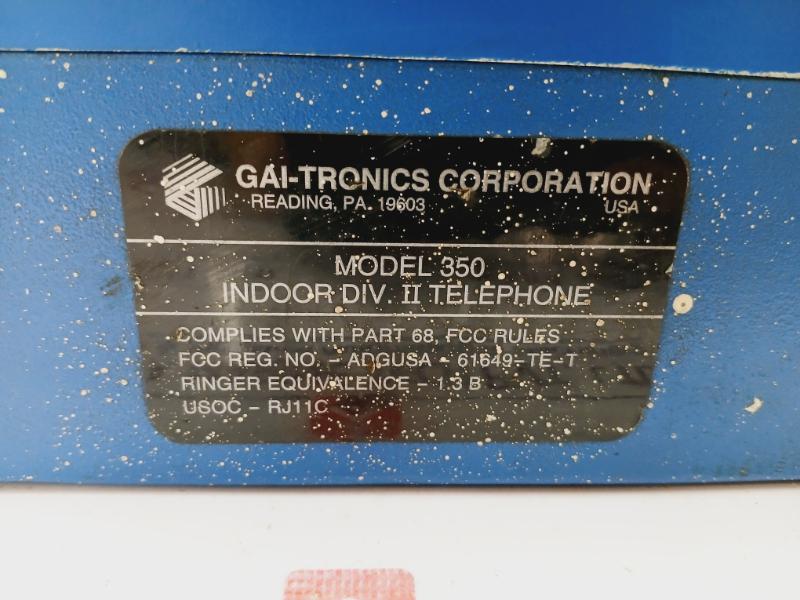 GAI-TRONICS CORPORATION
READING, PA. 19603 USA
MODEL 350
INDOOR DIV. II TELEPHONE
COMPLIES WITH PART 68, FCC RULES
FCC REG. NO. - ADGUSA - 61649-TE-T
RINGER EQUIVALENCE - 1.3 B
USOC - RJ11C